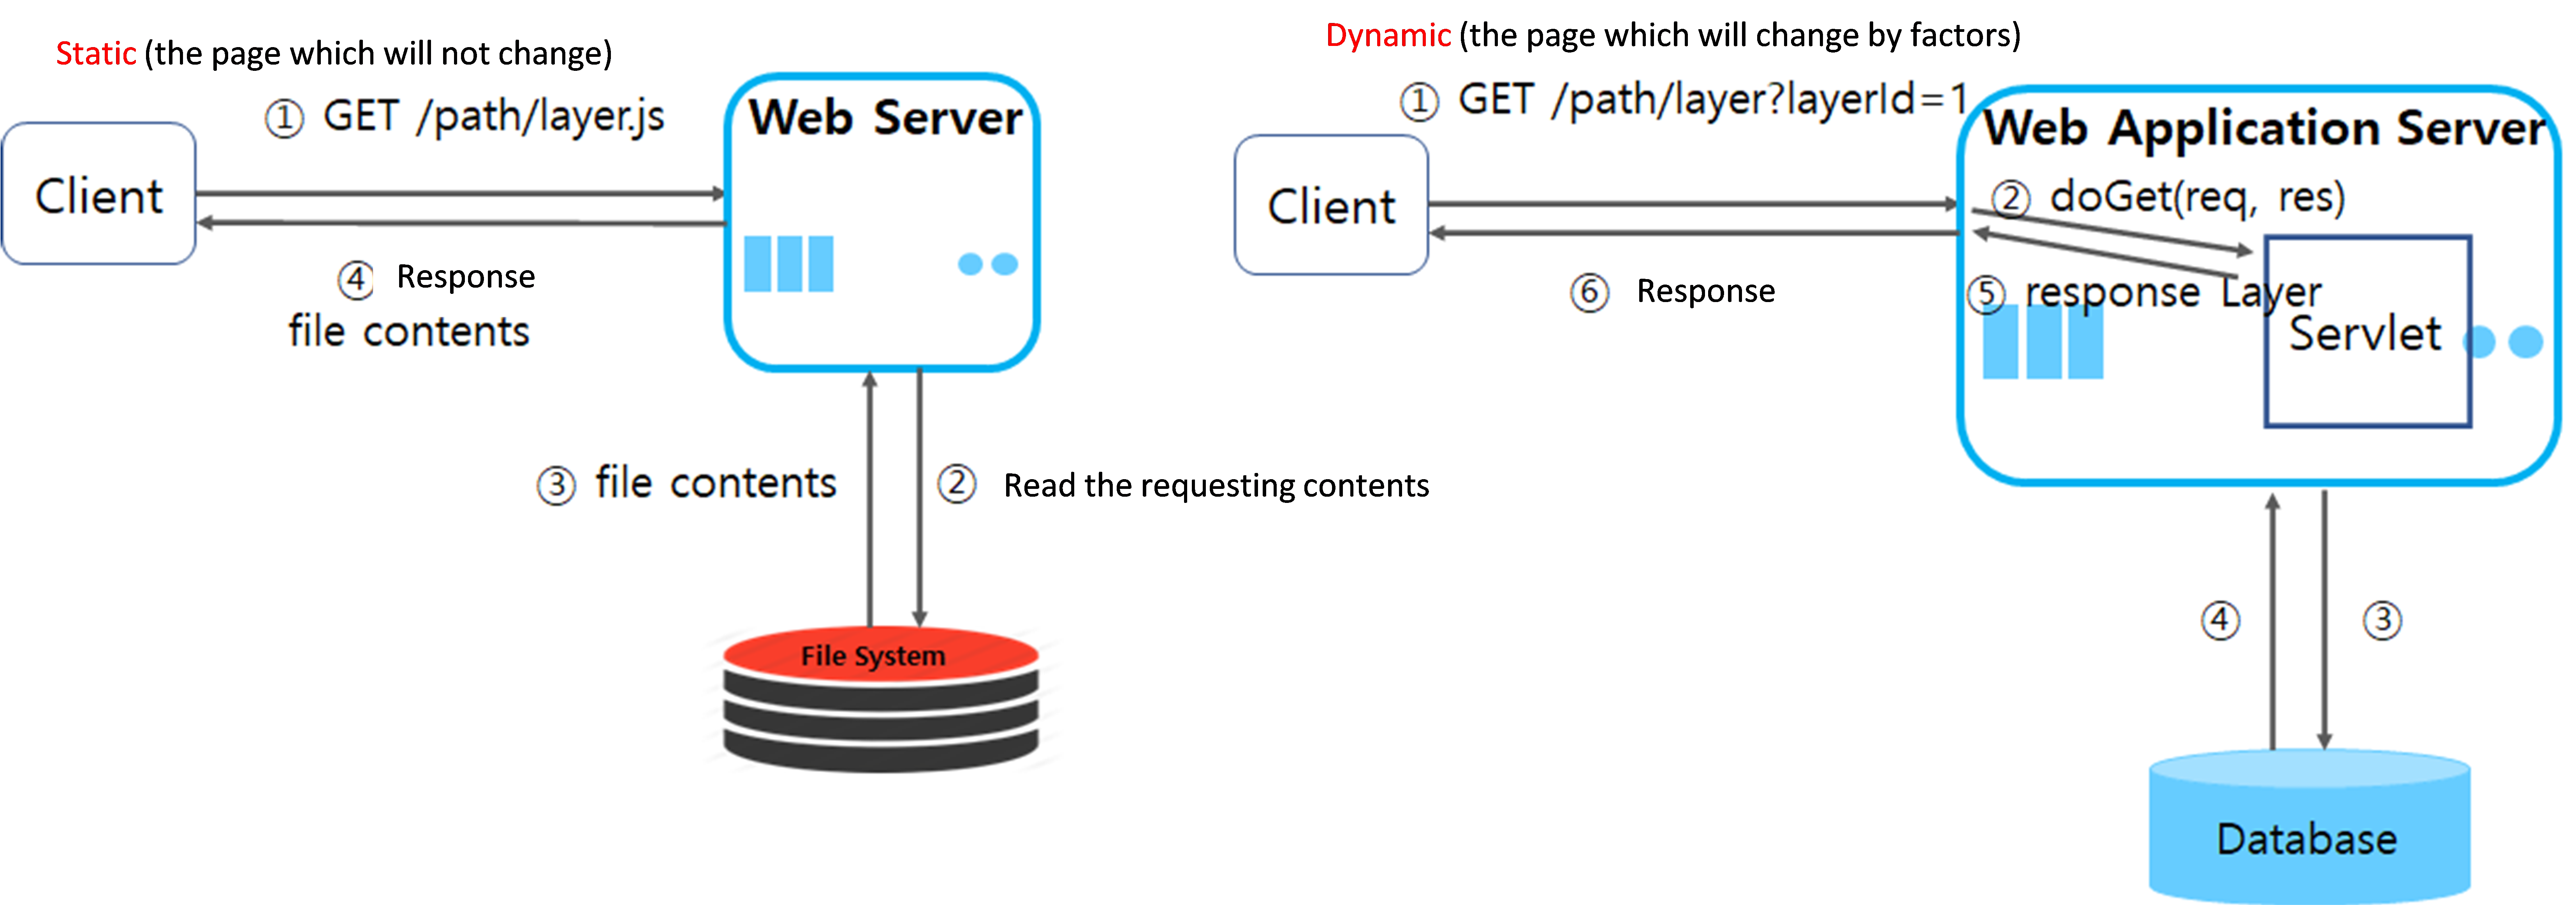 Static (the page which will not change)
① GET /path/layer.js
Client
Web Server
④ Response
file contents
③ file contents
② Read the requesting contents
File System
Dynamic (the page which will change by factors)
① GET /path/layer?layerId=1
Client
Web Application Server
② doGet(req, res)
⑤ response Layer
Servlet
⑥ Response
④
③
Database